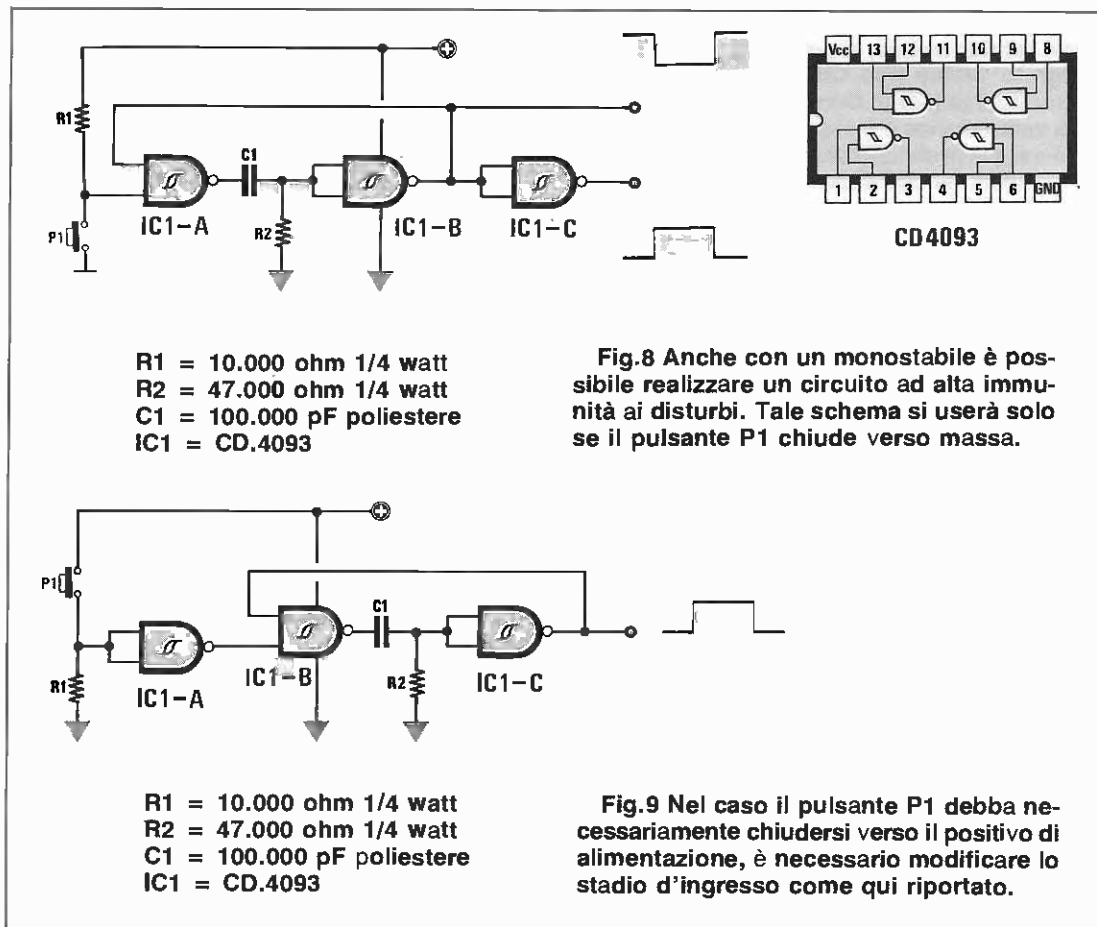 R1
P1
IC1-A
C1
R2
IC1-B
IC1-C
Vcc 13 12 11 10 9 8
1 2 3 4 5 6 GND
CD4093
R1 = 10.000 ohm 1/4 watt
R2 = 47.000 ohm 1/4 watt
C1 = 100.000 pF poliestere
IC1 = CD.4093
Fig.8 Anche con un monostabile è pos-
sibile realizzare un circuito ad alta immu-
nità ai disturbi. Tale schema si userà solo
se il pulsante P1 chiude verso massa.
P1
R1
IC1-A
IC1-B
C1
R2
IC1-C
R1 = 10.000 ohm 1/4 watt
R2 = 47.000 ohm 1/4 watt
C1 = 100.000 pF poliestere
IC1 = CD.4093
Fig.9 Nel caso il pulsante P1 debba ne-
cessariamente chiudersi verso il positivo di
alimentazione, è necessario modificare lo
stadio d'ingresso come qui riportato.